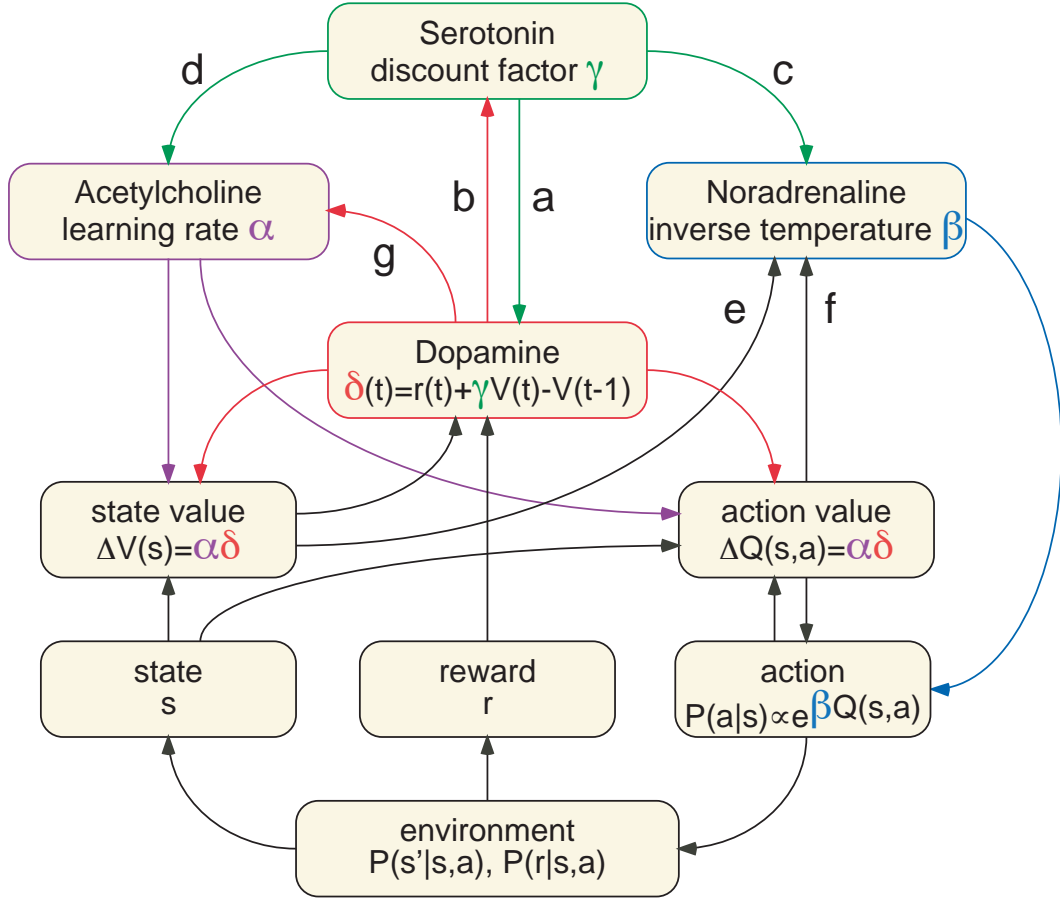 Serotonin
discount factor γ
d
c
Acetylcholine
learning rate α
b
a
Noradrenaline
inverse temperature β
g
e
f
Dopamine
δ(t)=r(t)+γV(t)-V(t-1)
state value
ΔV(s)=αδ
action value
ΔQ(s,a)=αδ
state
s
reward
r
action
P(a|s)∝e^βQ(s,a)
environment
P(s'|s,a), P(r|s,a)